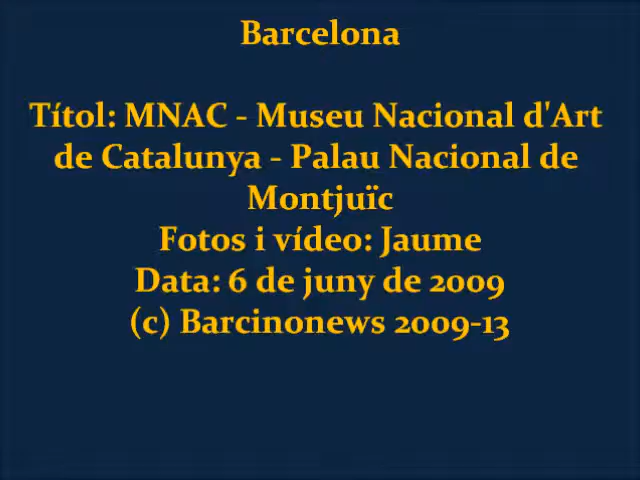 Barcelona
Títol: MNAC - Museu Nacional d'Art
de Catalunya - Palau Nacional de
Montjuïc
Fotos i vídeo: Jaume
Data: 6 de juny de 2009
(c) Barcinonews 2009-13